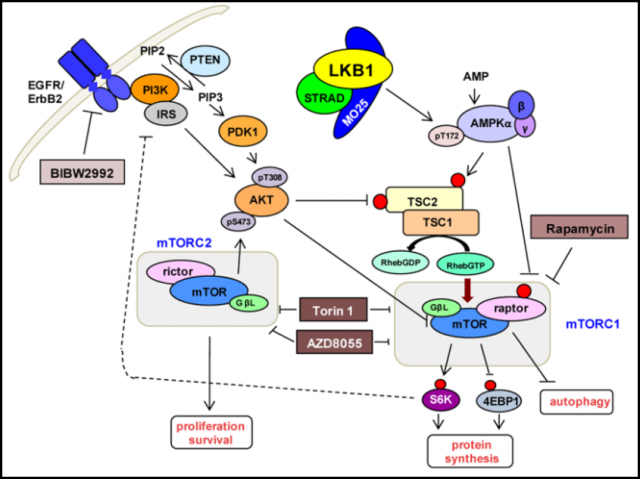 PIP2
PTEN
EGFR/
ErbB2
PI3K
PIP3
IRS
PDK1
BIBW2992
LKB1
STRAD
MO25
AMP
β
AMPKα
γ
pT172
pT308
AKT
pS473
TSC2
TSC1
Rapamycin
mTORC2
RhebGDP
RhebGTP
rictor
mTOR
GβL
Torin 1
AZD8055
GβL
raptor
mTOR
mTORC1
S6K
4EBP1
autophagy
proliferation
survival
protein
synthesis